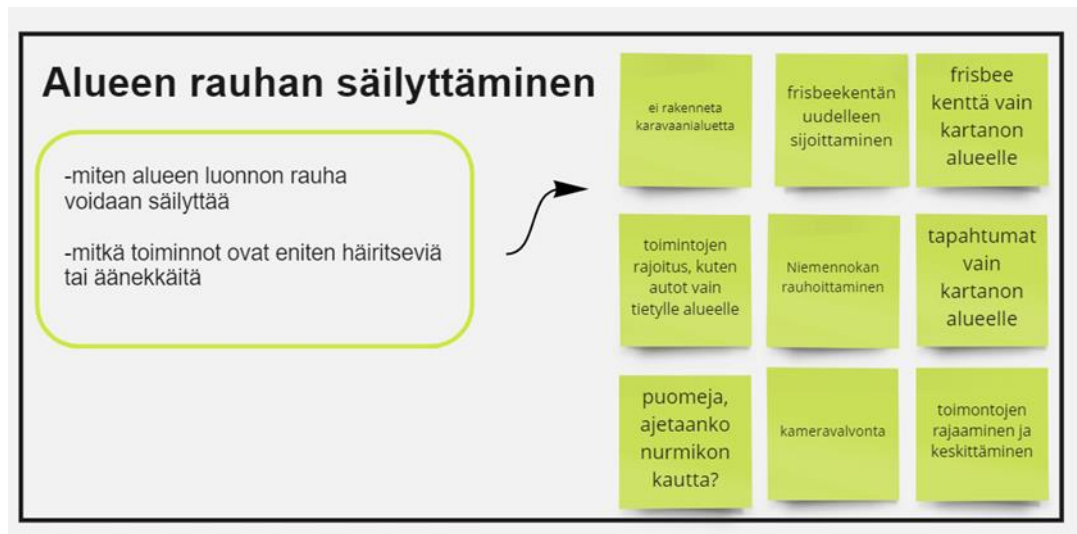 Alueen rauhan säilyttäminen
-miten alueen luonnon rauha
voidaan säilyttää
-mitkä toiminnot ovat eniten häiritseviä
tai äänekkäitä
ei rakenneta
karavaanialuetta
frisbeekentän
uudelleen
sijoittaminen
frisbee
kenttä vain
kartanon
alueelle
toimintojen
rajoitus, kuten
autot vain
tietylle alueelle
Niemennokan
rauhoittaminen
tapahtumat
vain
kartanon
alueelle
puomeja,
ajetaanko
nurmikon
kautta?
kameravalvonta
toimontojen
rajaaminen ja
keskittäminen